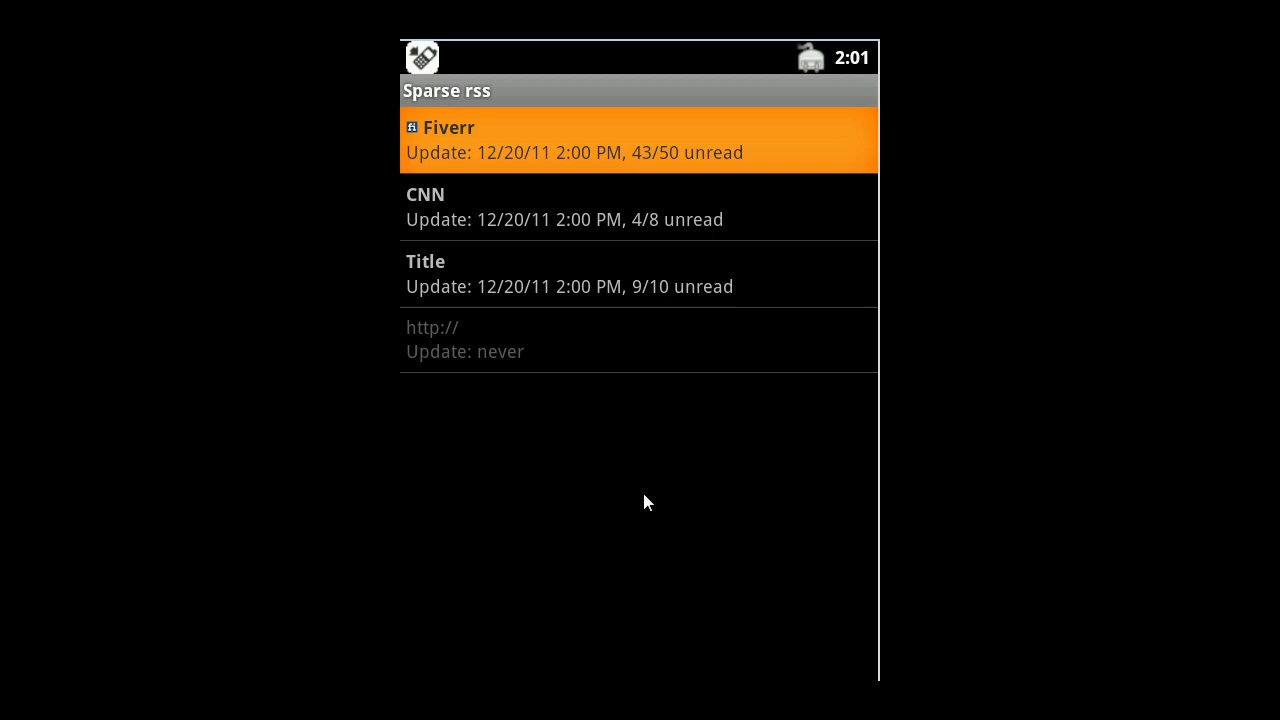 2:01
Sparse rss
fi Fiverr
Update: 12/20/11 2:00 PM, 43/50 unread
CNN
Update: 12/20/11 2:00 PM, 4/8 unread
Title
Update: 12/20/11 2:00 PM, 9/10 unread
http://
Update: never